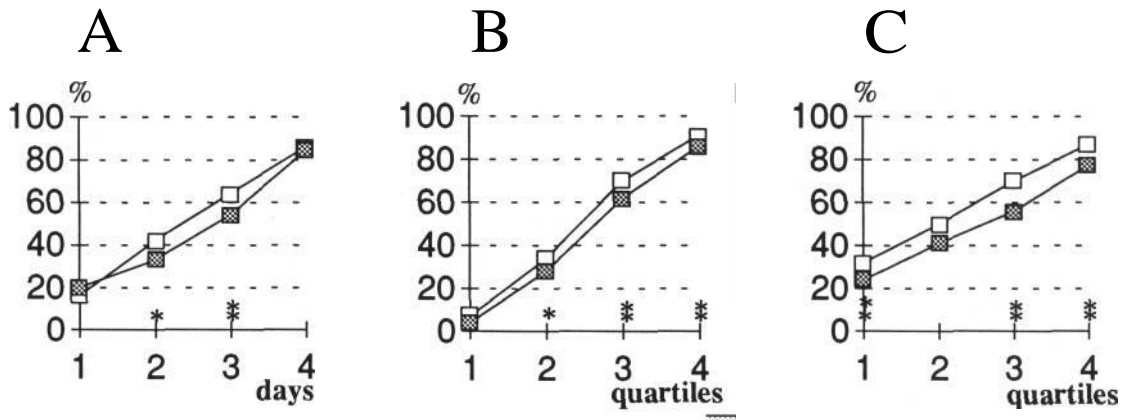 A B C
% % %
100 100 100
80 80 80
60 60 60
40 40 40
20 20 20
* ** * ** ** ** ** **
0 0 0
1 2 3 4 1 2 3 4 1 2 3 4
days quartiles quartiles